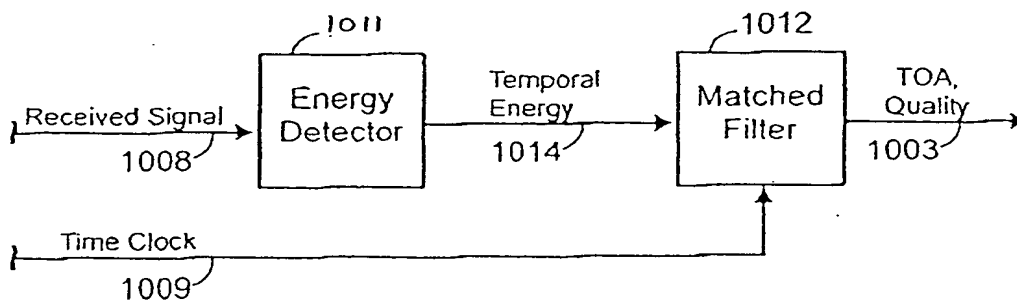 1011
1012
Energy
Detector
Temporal
Energy
Matched
Filter
TOA,
Quality
Received Signal
1008
1014
1003
Time Clock
1009